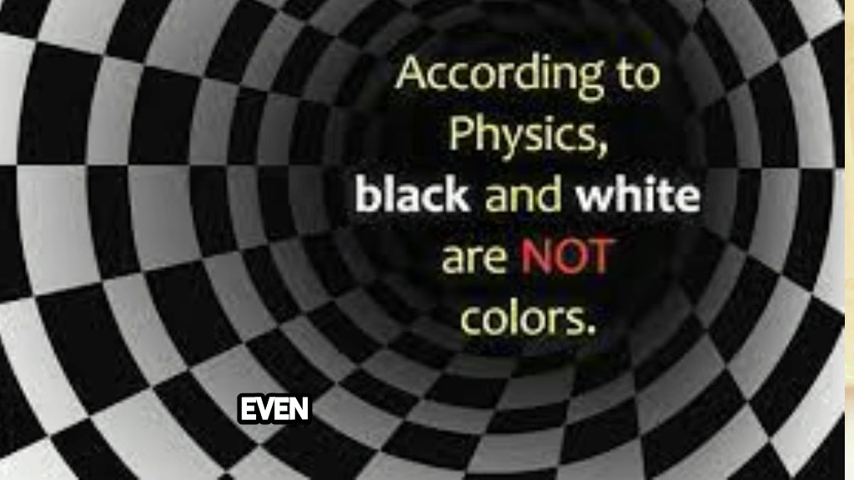 According to
Physics,
black and white
are NOT
colors.
EVEN